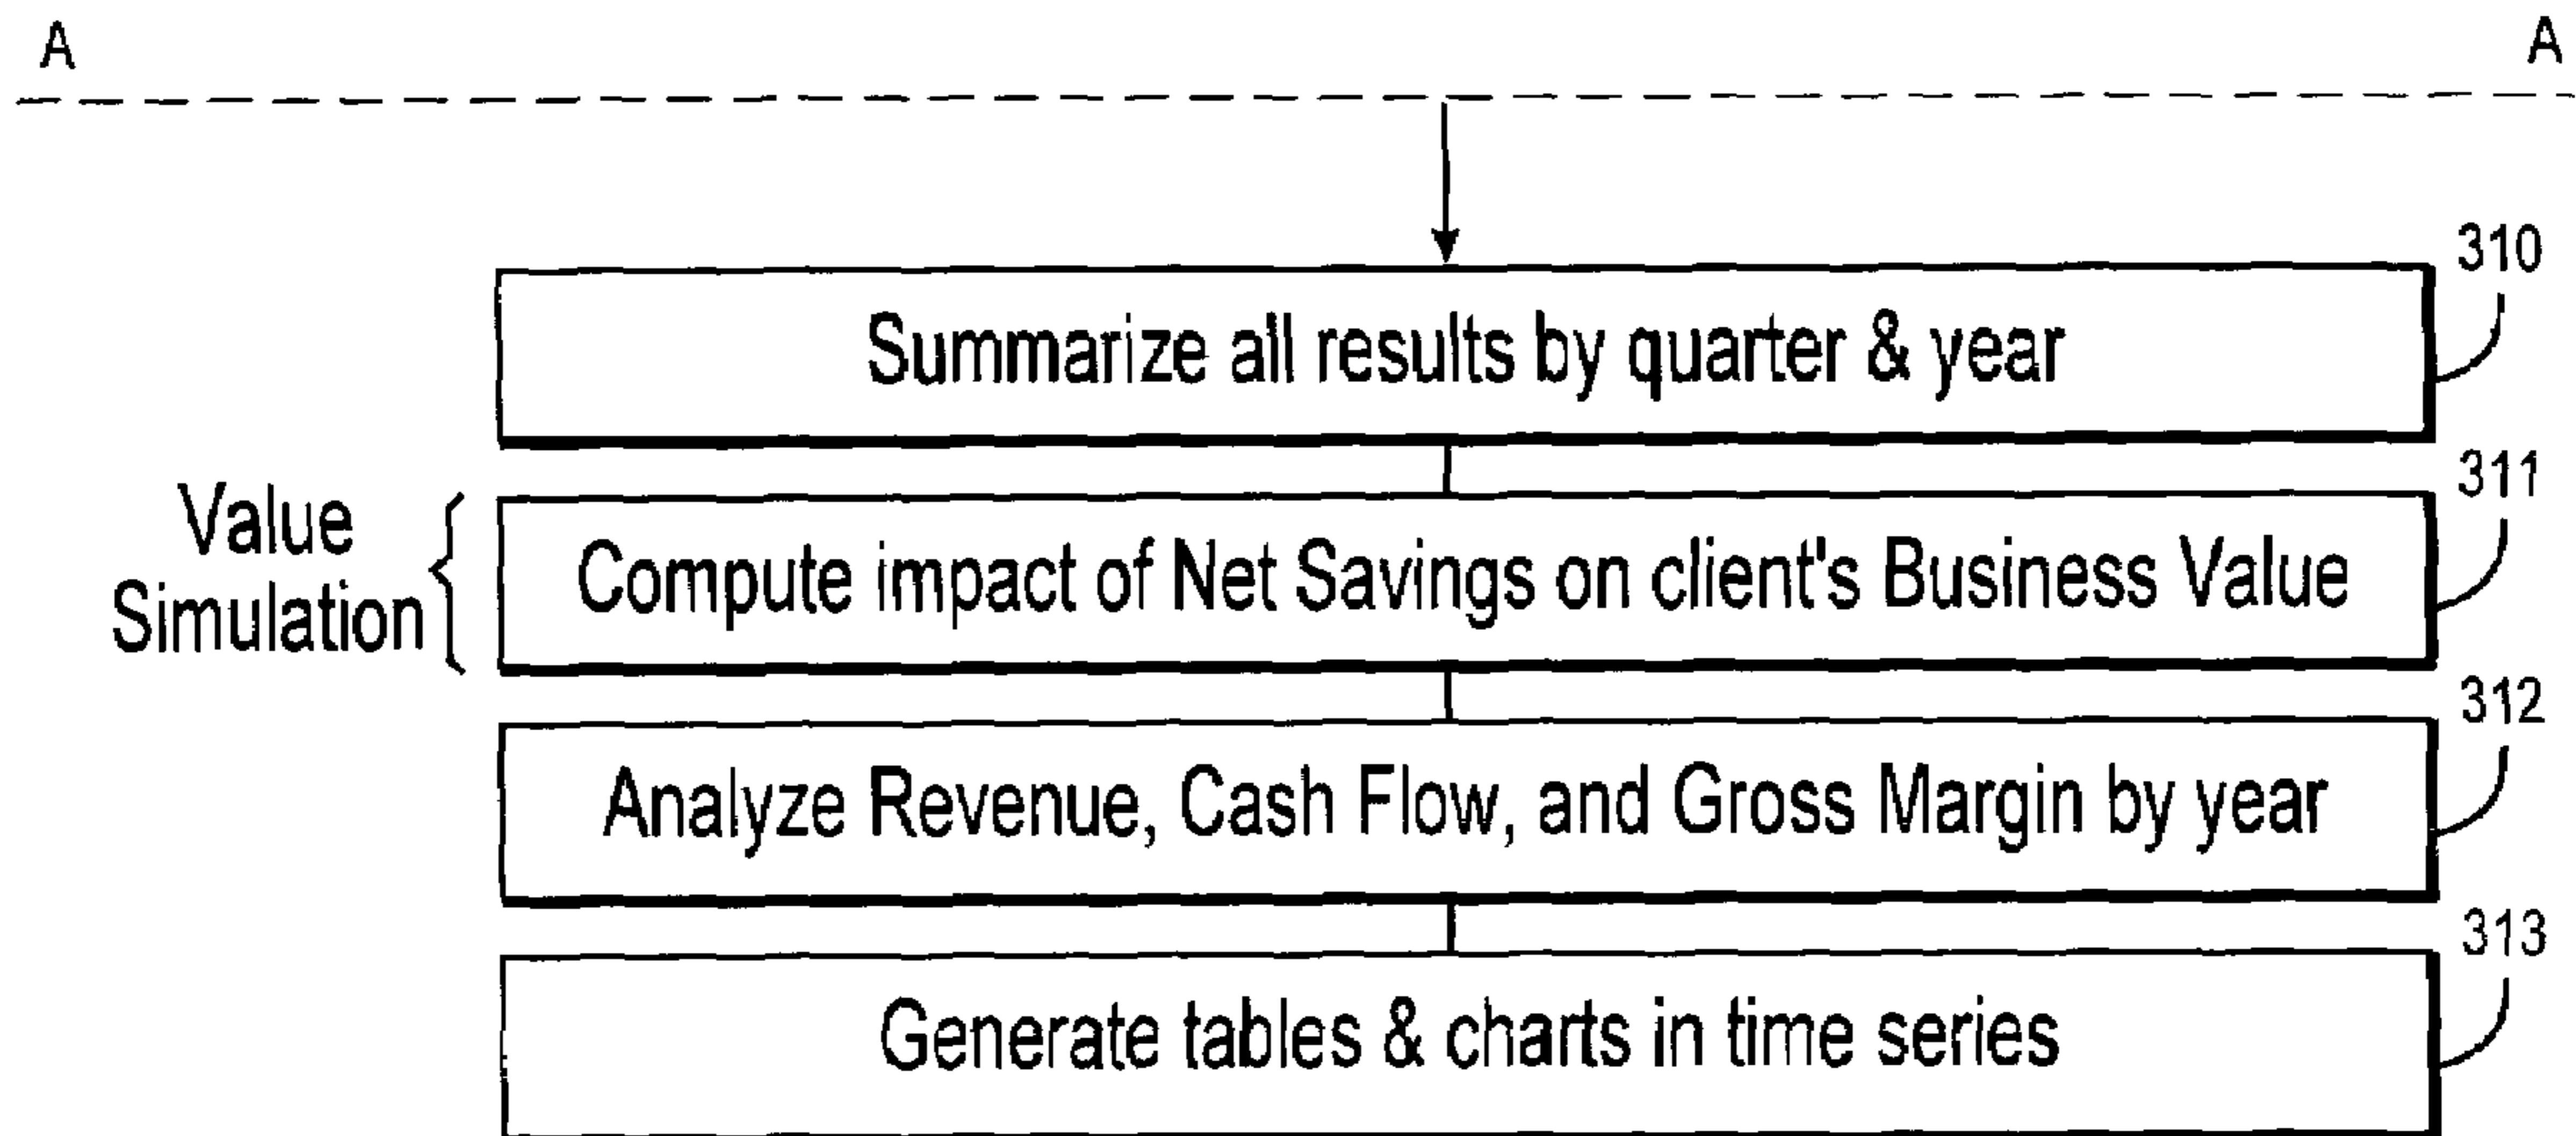 A A
310
Summarize all results by quarter & year
311
Value
Simulation
Compute impact of Net Savings on client's Business Value
312
Analyze Revenue, Cash Flow, and Gross Margin by year
313
Generate tables & charts in time series